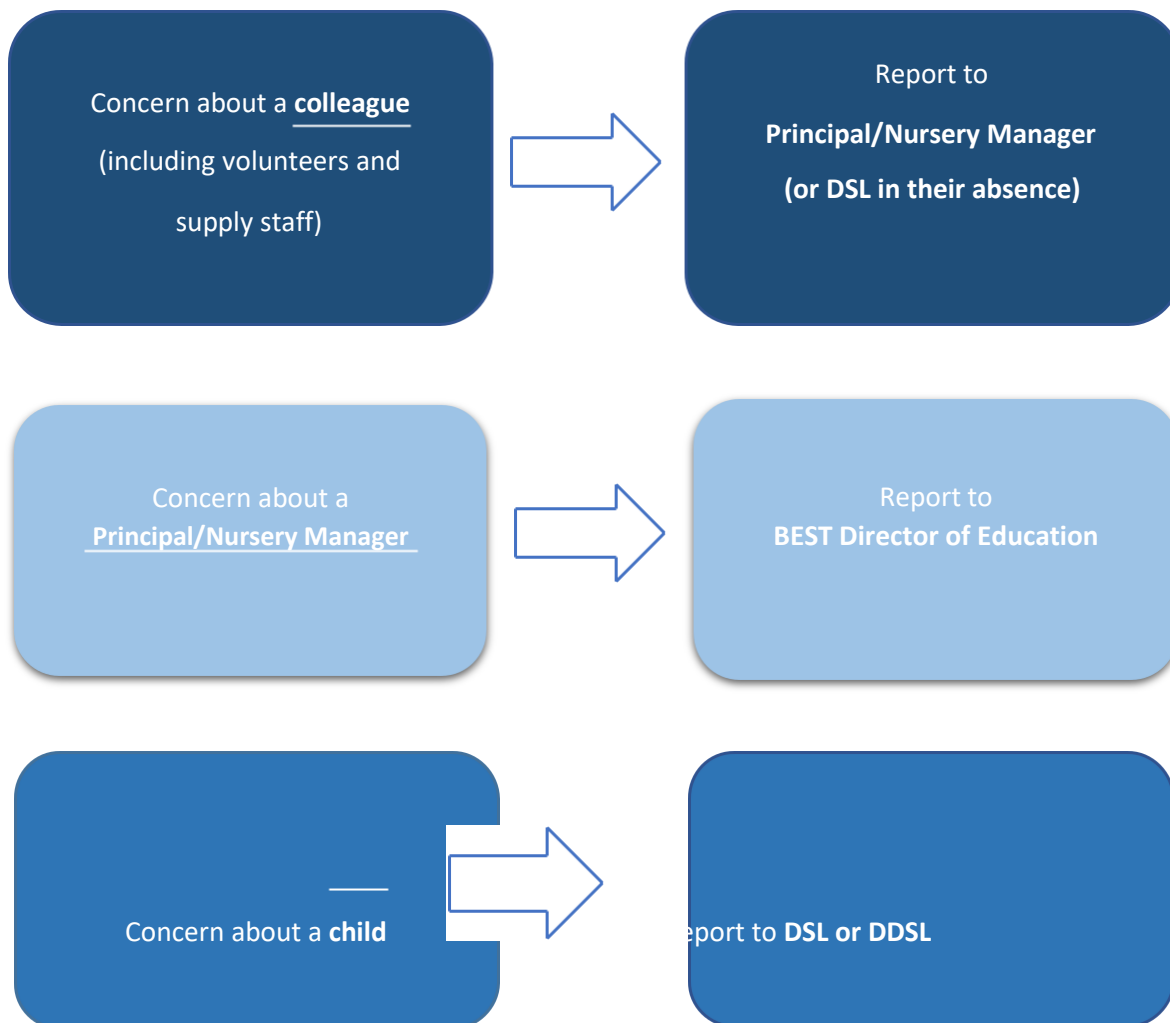 Concern about a colleague
(including volunteers and
supply staff)
Report to
Principal/Nursery Manager
(or DSL in their absence)
Concern about a
Principal/Nursery Manager
Report to
BEST Director of Education
Concern about a child
eport to DSL or DDSL